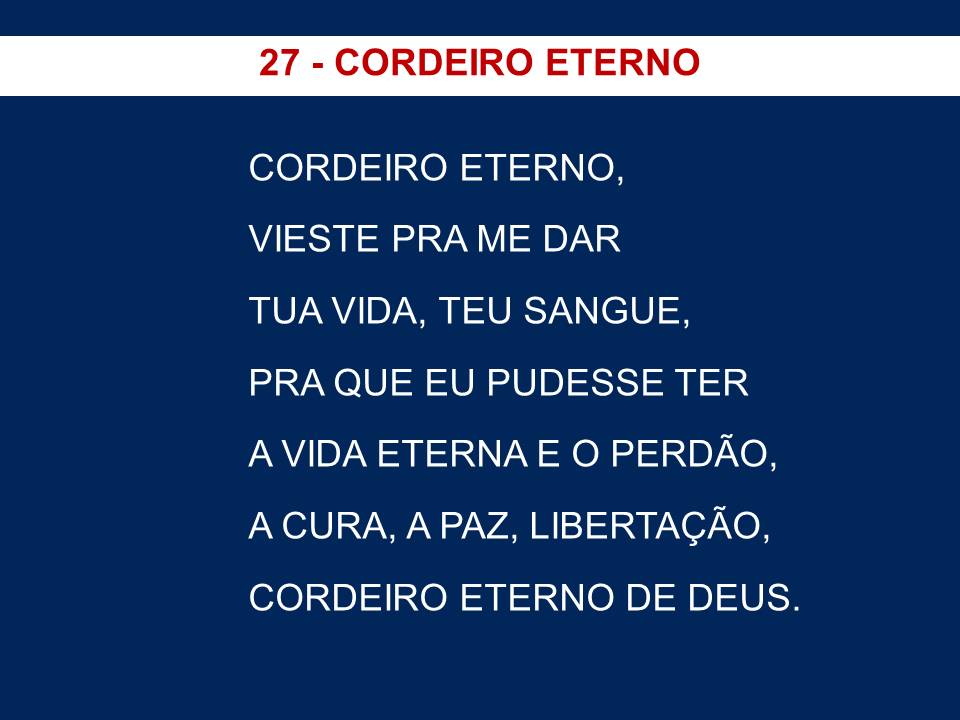 27 - CORDEIRO ETERNO
CORDEIRO ETERNO,
VIESTE PRA ME DAR
TUA VIDA, TEU SANGUE,
PRA QUE EU PUDESSE TER
A VIDA ETERNA E O PERDÃO,
A CURA, A PAZ, LIBERTAÇÃO,
CORDEIRO ETERNO DE DEUS.